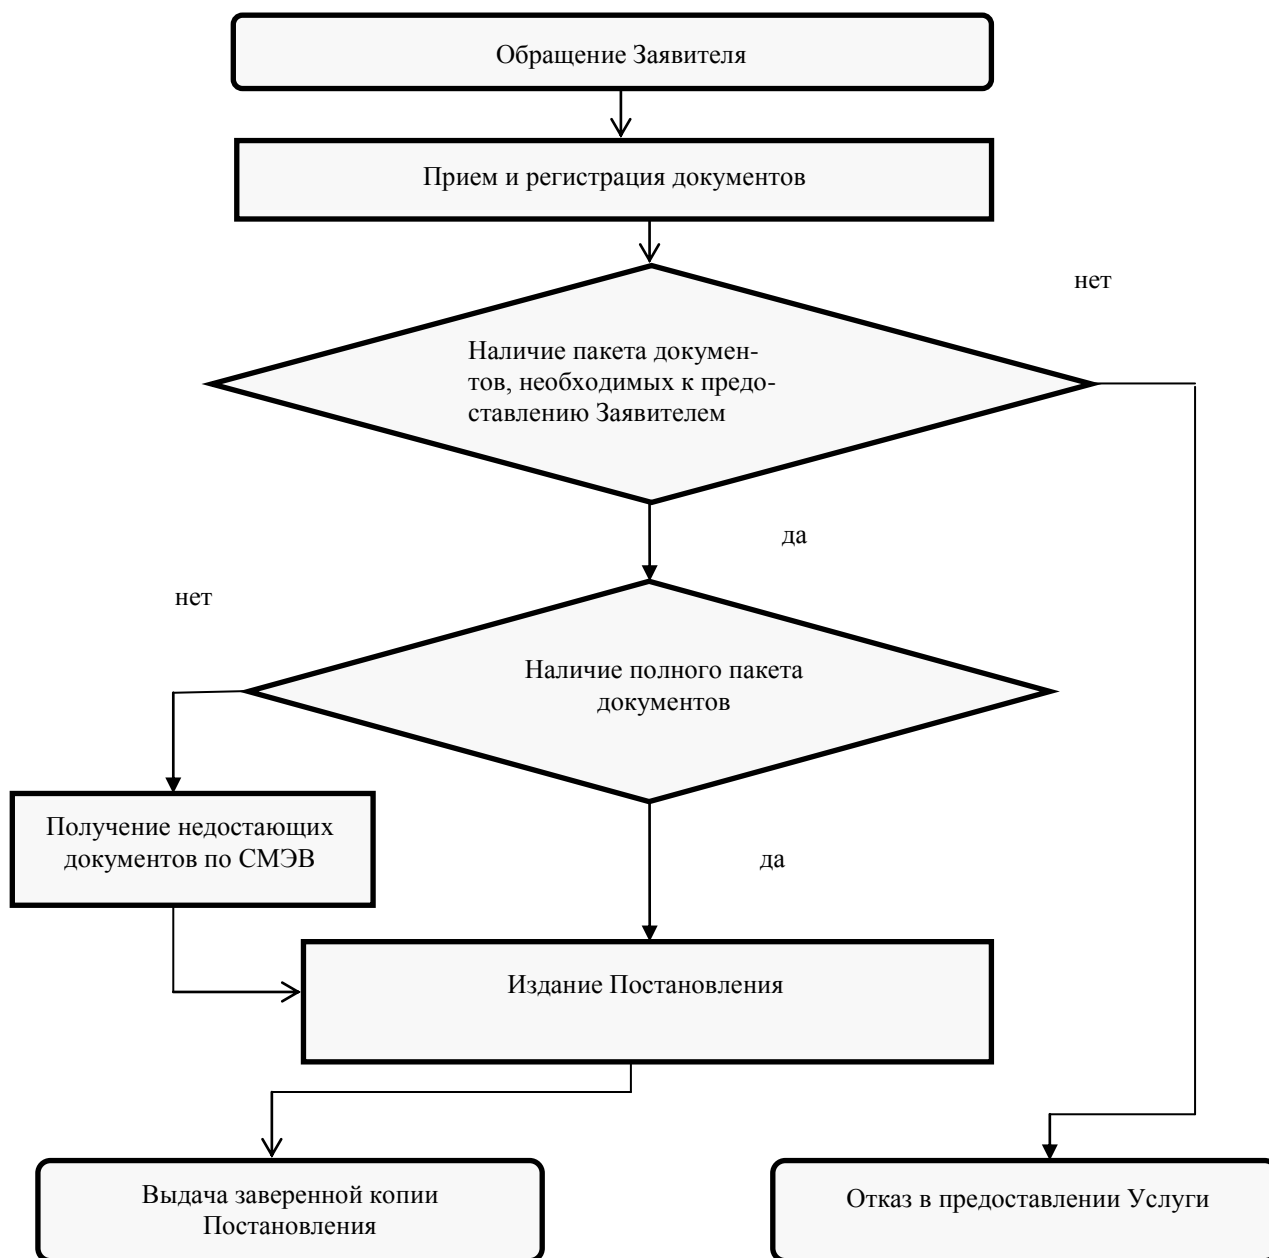 Обращение Заявителя
Прием и регистрация документов
нет
Наличие пакета докумен-
тов, необходимых к предо-
ставлению Заявителем
да
нет
Наличие полного пакета
документов
Получение недостающих
документов по СМЭВ
да
Издание Постановления
Выдача заверенной копии
Постановления
Отказ в предоставлении Услуги